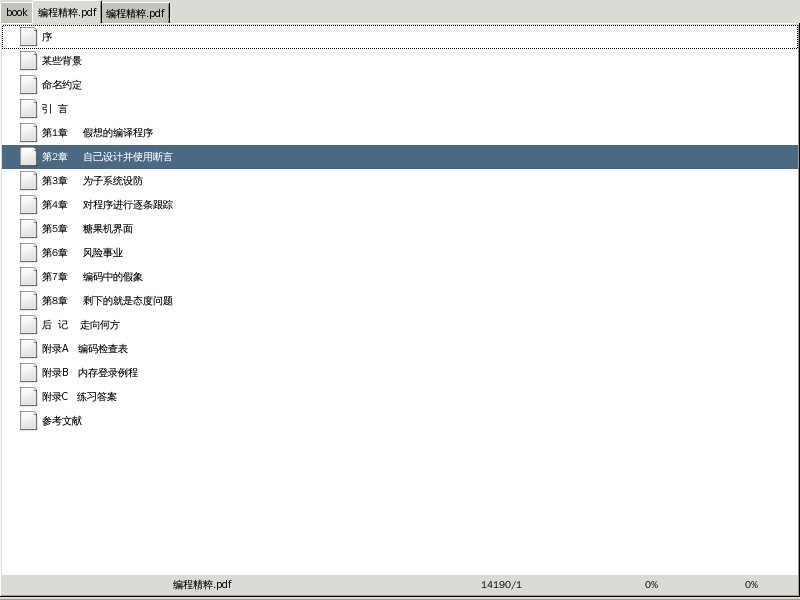 book 编程精粹.pdf 编程精粹.pdf
序
某些背景
命名约定
引 言
第1章 假想的编译程序
第2章 自己设计并使用断言
第3章 为子系统设防
第4章 对程序进行逐条跟踪
第5章 糖果机界面
第6章 风险事业
第7章 编码中的假象
第8章 剩下的就是态度问题
后 记 走向何方
附录A 编码检查表
附录B 内存登录例程
附录C 练习答案
参考文献
编程精粹.pdf 14190/1 0% 0%